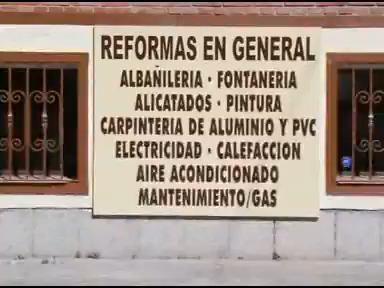 REFORMAS EN GENERAL
ALBAÑILERIA · FONTANERIA
ALICATADOS · PINTURA
CARPINTERIA DE ALUMINIO Y PVC
ELECTRICIDAD · CALEFACCION
AIRE ACONDICIONADO
MANTENIMIENTO/GAS